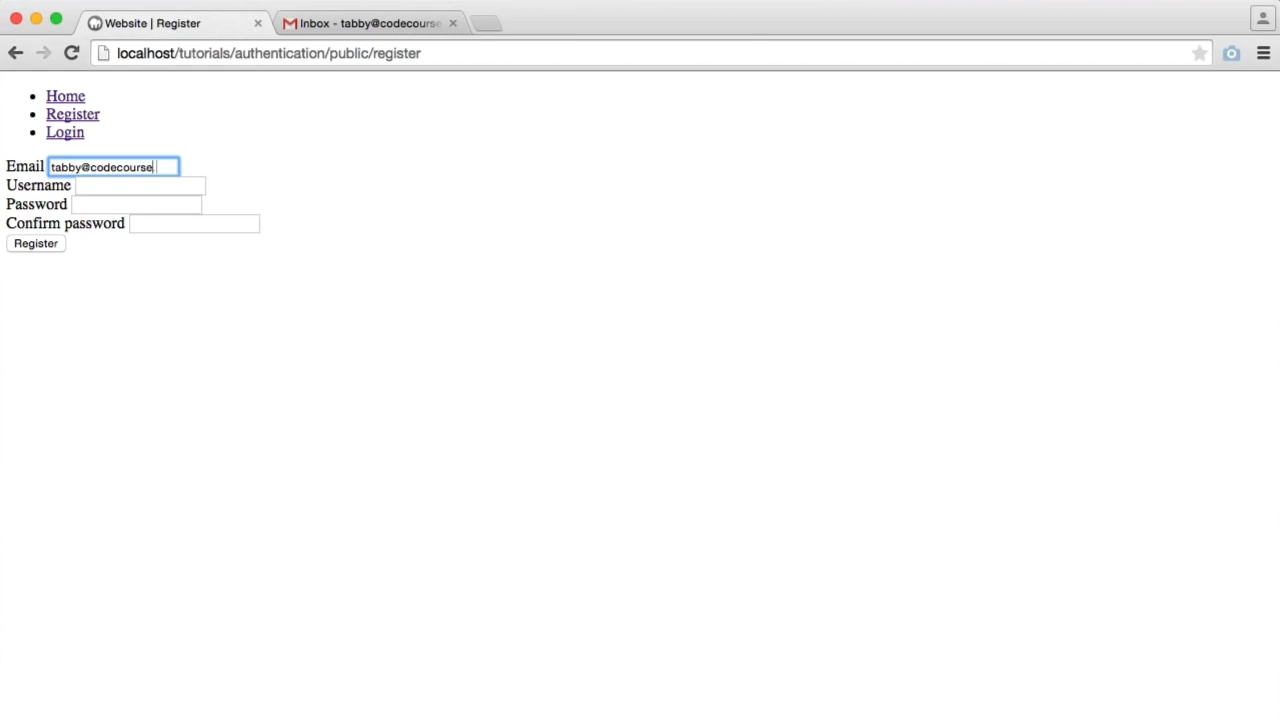 Website | Register
Inbox - tabby@codecourse
localhost/tutorials/authentication/public/register
Home
Register
Login
Email tabby@codecourse
Username
Password
Confirm password
Register